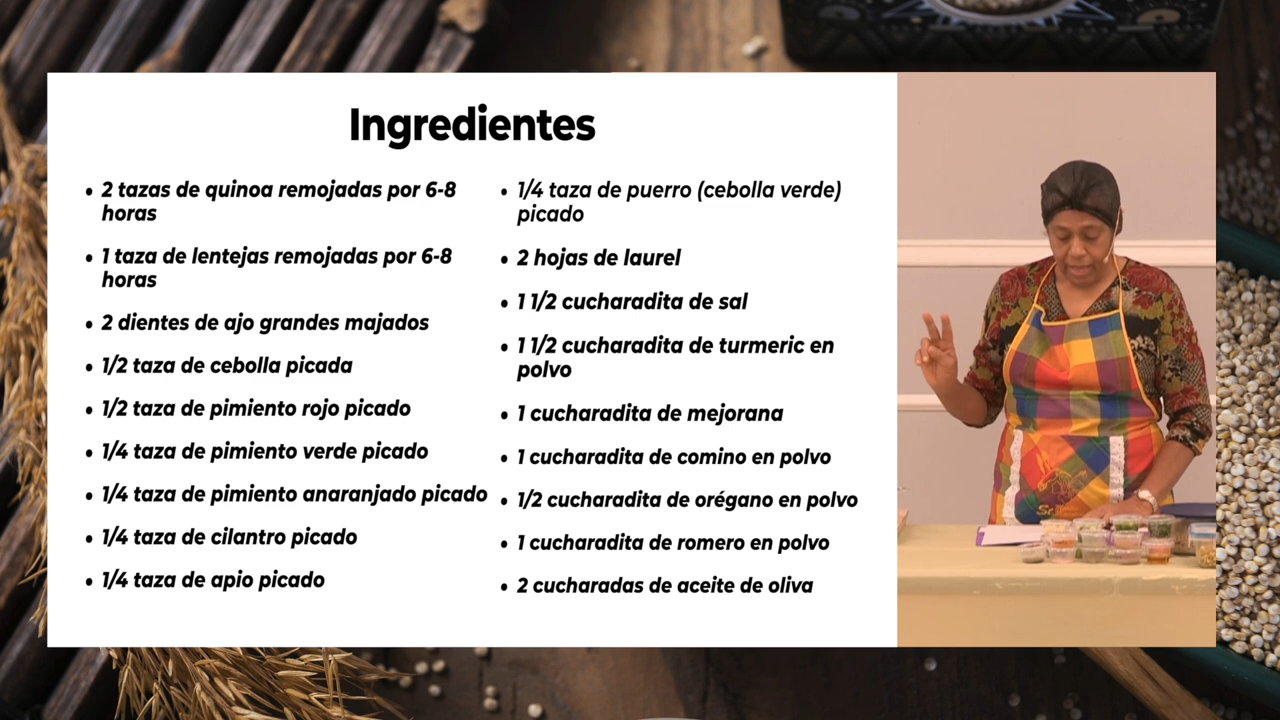 Ingredientes
• 2 tazas de quinoa remojadas por 6-8
horas
• 1 taza de lentejas remojadas por 6-8
horas
• 2 dientes de ajo grandes majados
• 1/2 taza de cebolla picada
• 1/2 taza de pimiento rojo picado
• 1/4 taza de pimiento verde picado
• 1/4 taza de pimiento anaranjado picado
• 1/4 taza de cilantro picado
• 1/4 taza de apio picado
• 1/4 taza de puerro (cebolla verde)
picado
• 2 hojas de laurel
• 1 1/2 cucharadita de sal
• 1 1/2 cucharadita de turmeric en
polvo
• 1 cucharadita de mejorana
• 1 cucharadita de comino en polvo
• 1/2 cucharadita de orégano en polvo
• 1 cucharadita de romero en polvo
• 2 cucharadas de aceite de oliva